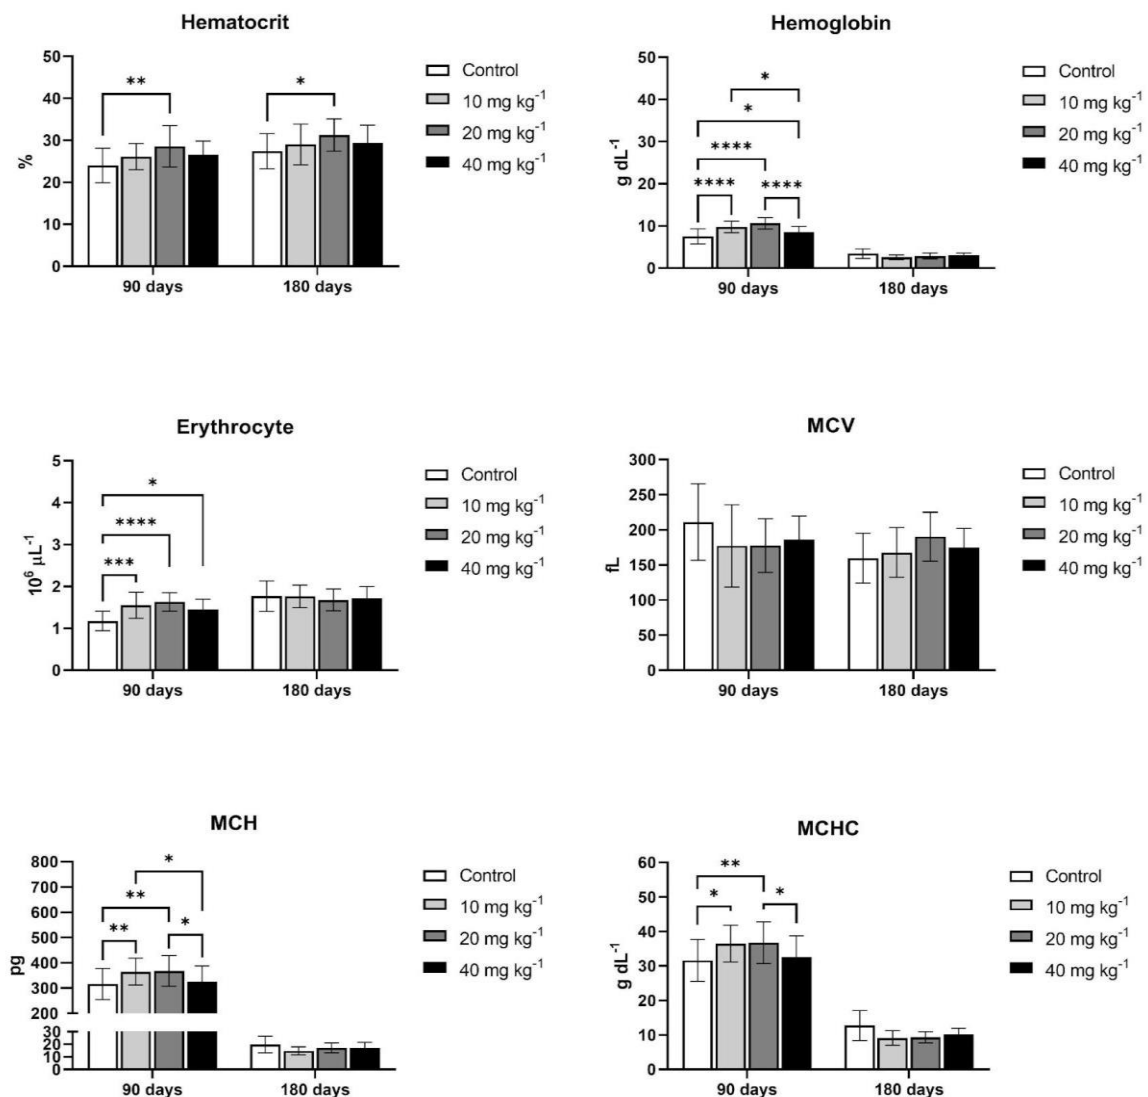 Hematocrit
50
40
30
20
10
0
%
**
*
90 days
180 days
Control
10 mg kg⁻¹
20 mg kg⁻¹
40 mg kg⁻¹
Hemoglobin
50
40
30
20
10
0
g dL⁻¹
*
*
****
****
****
90 days
180 days
Control
10 mg kg⁻¹
20 mg kg⁻¹
40 mg kg⁻¹
Erythrocyte
5
4
3
2
1
0
10⁶ µL⁻¹
*
****
***
90 days
180 days
Control
10 mg kg⁻¹
20 mg kg⁻¹
40 mg kg⁻¹
MCV
300
250
200
150
100
50
0
fL
90 days
180 days
Control
10 mg kg⁻¹
20 mg kg⁻¹
40 mg kg⁻¹
MCH
800
700
600
500
400
300
200
30
20
10
0
pg
*
**
**
*
90 days
180 days
Control
10 mg kg⁻¹
20 mg kg⁻¹
40 mg kg⁻¹
MCHC
60
50
40
30
20
10
0
g dL⁻¹
**
*
*
90 days
180 days
Control
10 mg kg⁻¹
20 mg kg⁻¹
40 mg kg⁻¹